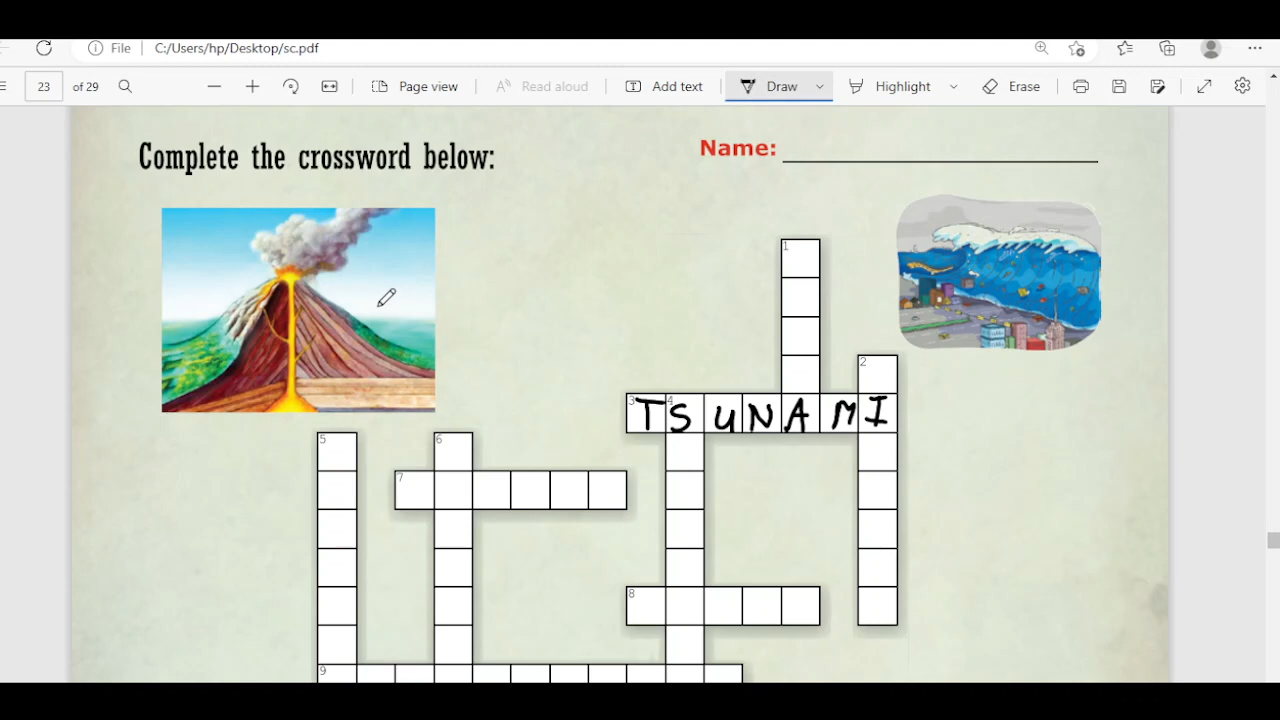 File C:/Users/hp/Desktop/sc.pdf
23 of 29 Page view Read aloud Add text Draw Highlight Erase
Complete the crossword below:
Name:
1
2
3 4
TSUNAMI
5 6
7
8
9